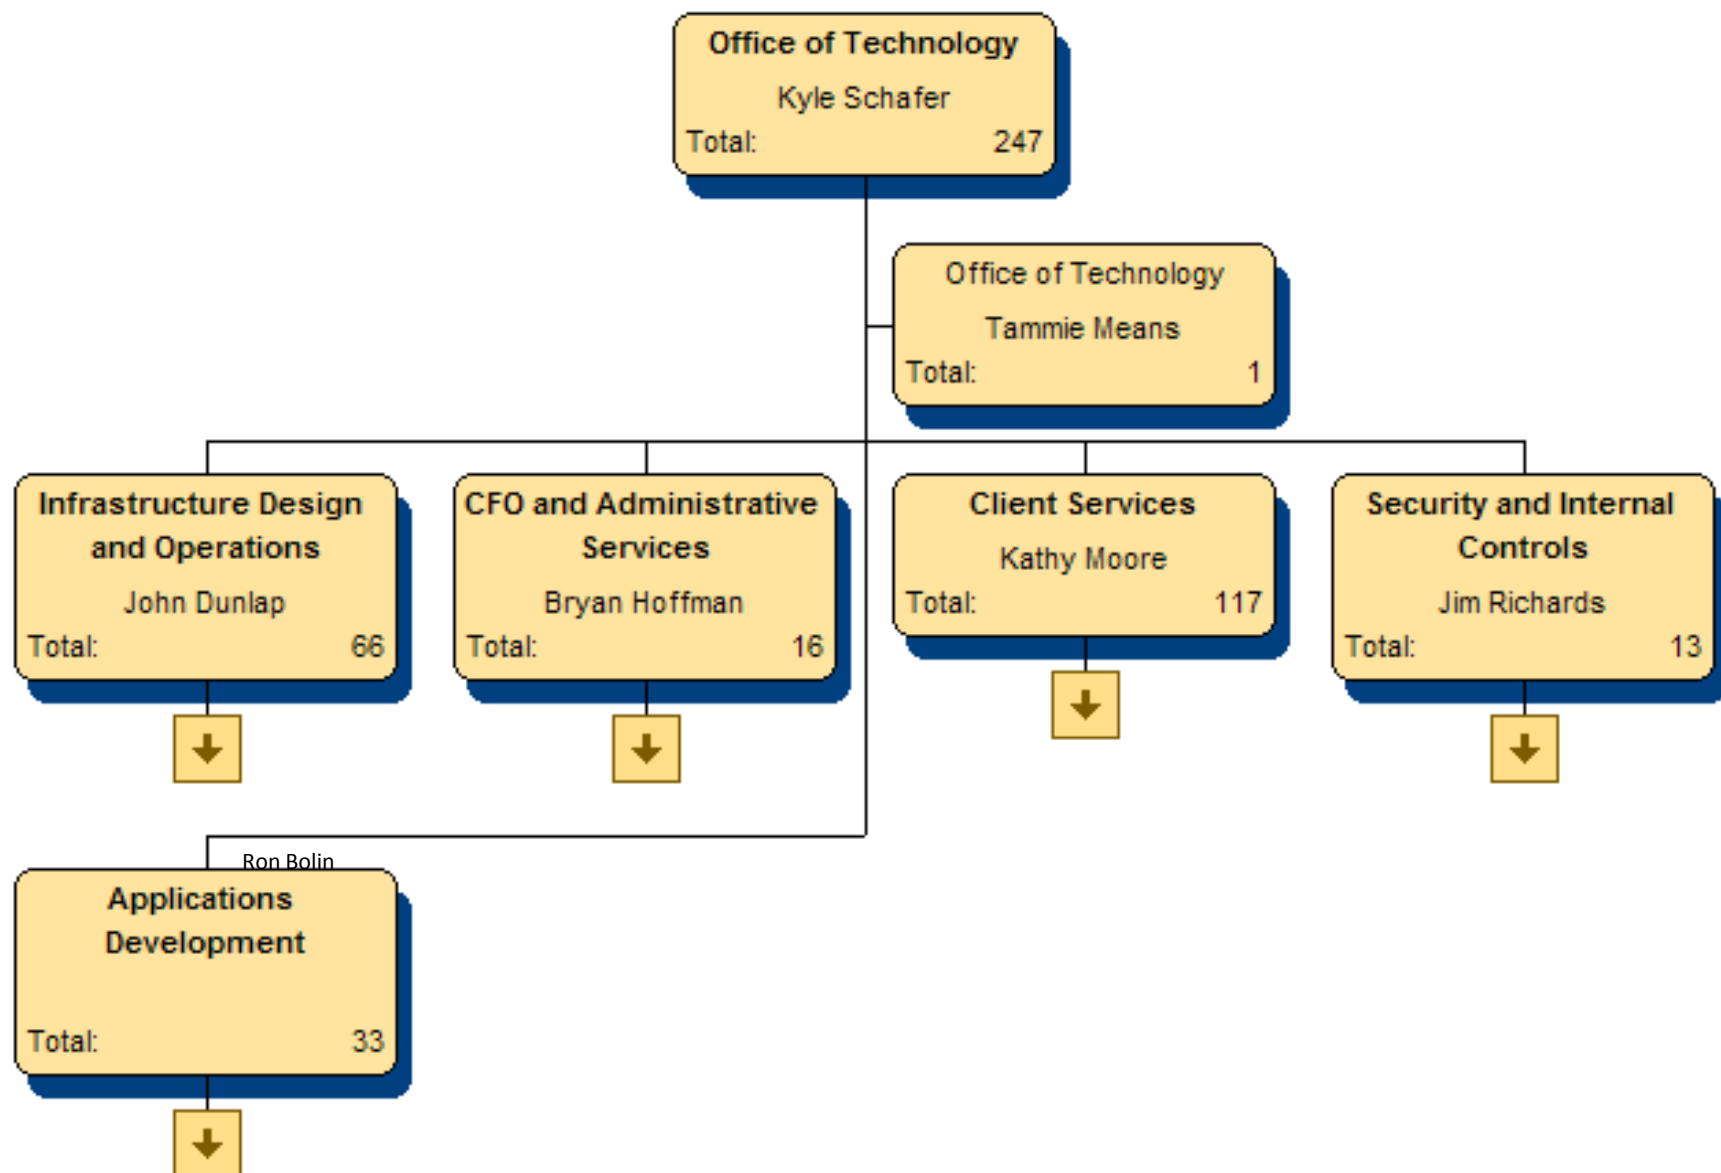 Office of Technology
Kyle Schafer
Total: 247
Office of Technology
Tammie Means
Total: 1
Infrastructure Design
and Operations
John Dunlap
Total: 66
CFO and Administrative
Services
Bryan Hoffman
Total: 16
Client Services
Kathy Moore
Total: 117
Security and Internal
Controls
Jim Richards
Total: 13
Ron Bolin
Applications
Development
Total: 33